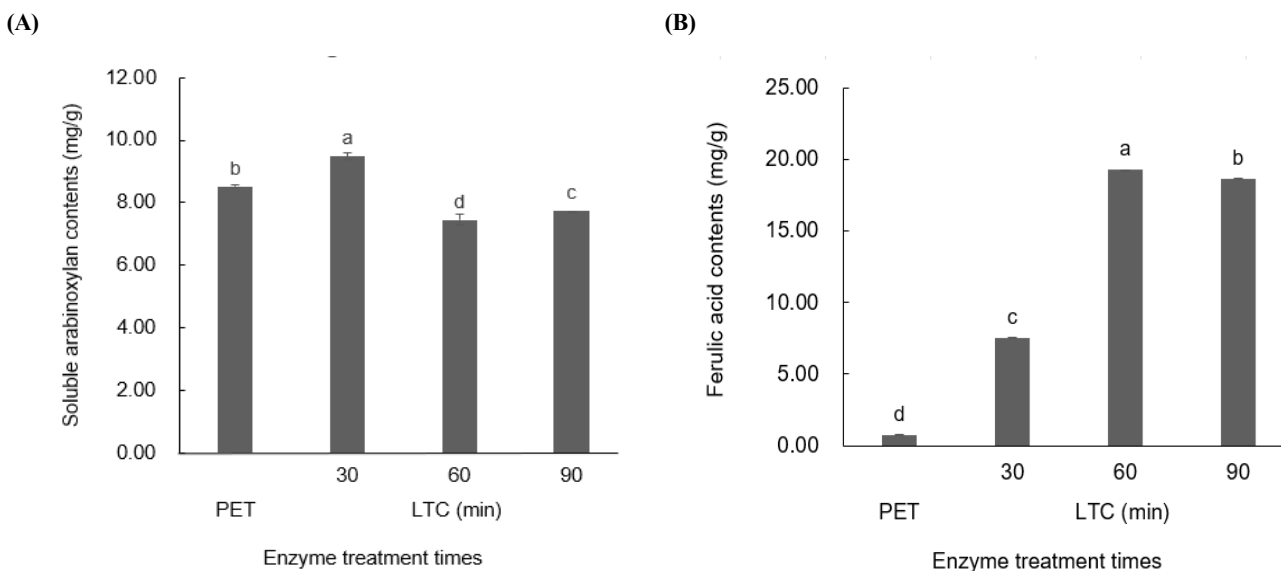 (A)
(B)
Soluble arabinoxylan contents (mg/g)
12.00
10.00
8.00
6.00
4.00
2.00
0.00
b
a
d
c
30
60
90
PET
LTC (min)
Enzyme treatment times
Ferulic acid contents (mg/g)
25.00
20.00
15.00
10.00
5.00
0.00
d
c
a
b
30
60
90
PET
LTC (min)
Enzyme treatment times